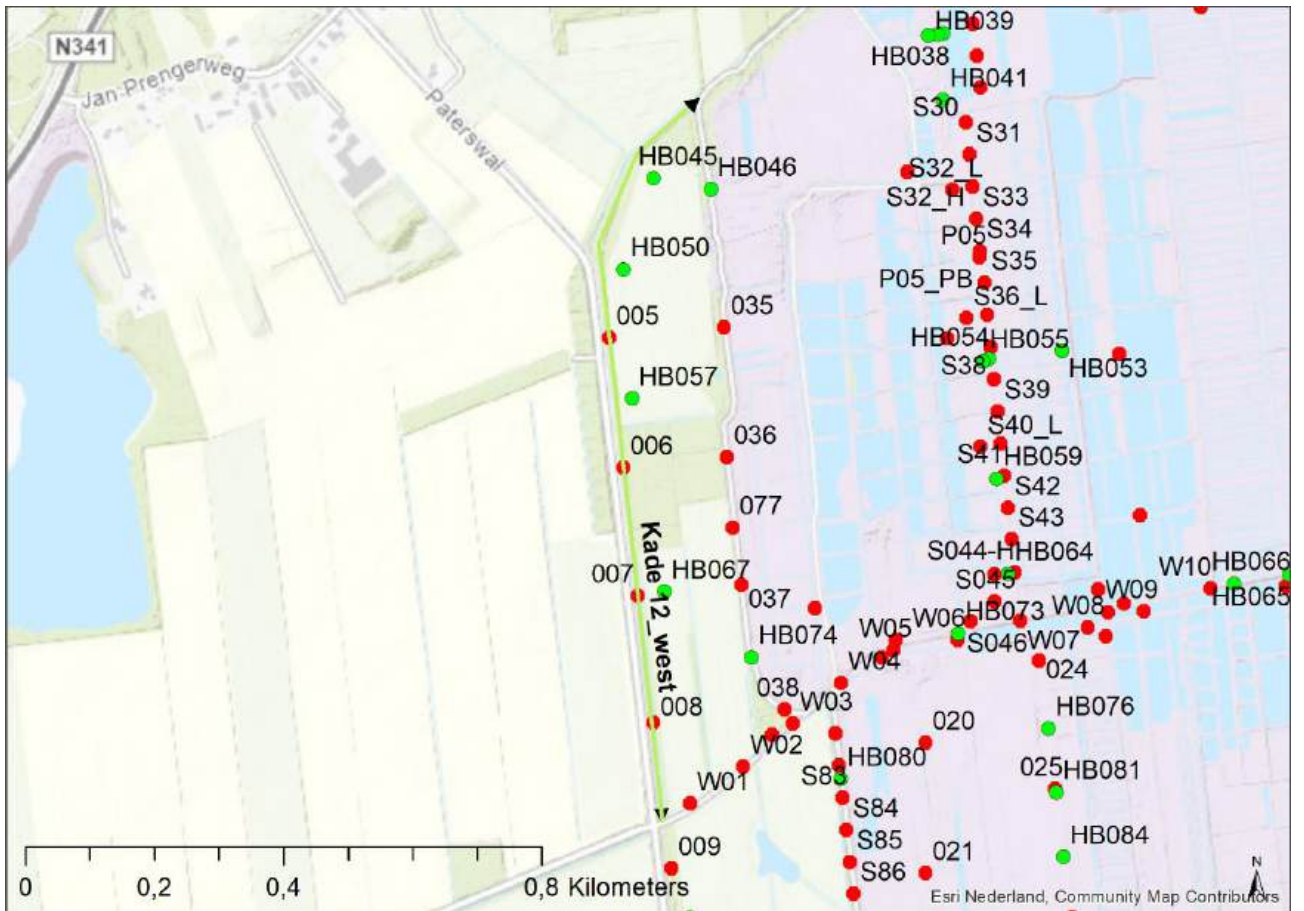 HB039
N341
HB038
Jan-Prengerweg
HB041
Paterswal
S30
S31
HB045
HB046
S32_L
S32_H
S33
P05
S34
HB050
S35
P05_PB
S36_L
005
035
HB054
HB055
S38
HB053
HB057
S39
S40_L
036
S41
HB059
006
S42
077
S43
Kade 12_west
S044-H
HB064
W10
HB066
007
HB067
S045
037
HB065
W09
W08
HB073
W06
W05
HB074
S046
W07
W04
024
038
W03
008
HB076
W02
020
HB080
S83
025
HB081
W01
S84
S85
HB084
009
S86
021
0
0,2
0,4
0,8 Kilometers
N
Esri Nederland, Community Map Contributors